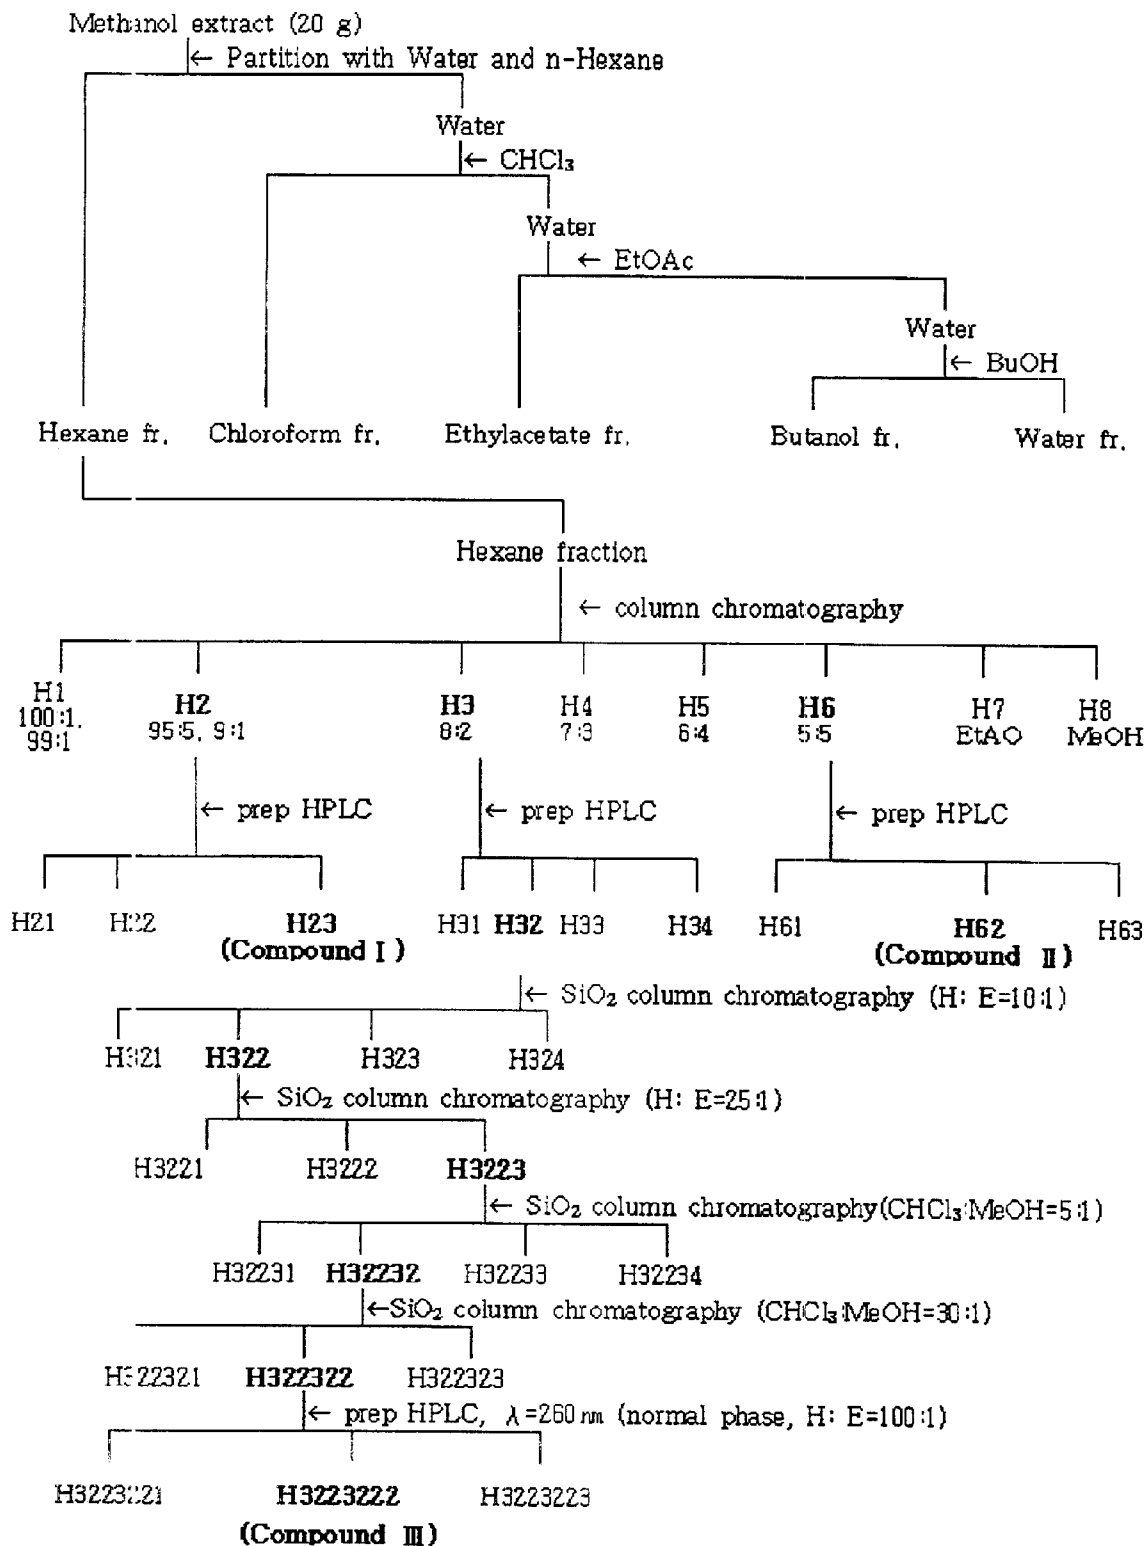 Methanol extract (20 g)
← Partition with Water and n-Hexane
Water
← CHCl₃
Water
← EtOAc
Water
← BuOH
Hexane fr. Chloroform fr. Ethylacetate fr. Butanol fr. Water fr.
Hexane fraction
← column chromatography
H1 H2 H3 H4 H5 H6 H7 H8
100:1, 95:5, 9:1 8:2 7:3 6:4 5:5 EtAO MeOH
99:1
← prep HPLC ← prep HPLC ← prep HPLC
H21 H22 H23 H31 H32 H33 H34 H61 H62 H63
(Compound Ⅰ) (Compound Ⅱ)
← SiO₂ column chromatography (H: E=10:1)
H321 H322 H323 H324
← SiO₂ column chromatography (H: E=25:1)
H3221 H3222 H3223
← SiO₂ column chromatography(CHCl₃:MeOH=5:1)
H32231 H32232 H32233 H32234
←SiO₂ column chromatography (CHCl₃:MeOH=30:1)
H322321 H322322 H322323
← prep HPLC, λ=260㎚ (normal phase, H: E=100:1)
H3223221 H3223222 H3223223
(Compound Ⅲ)